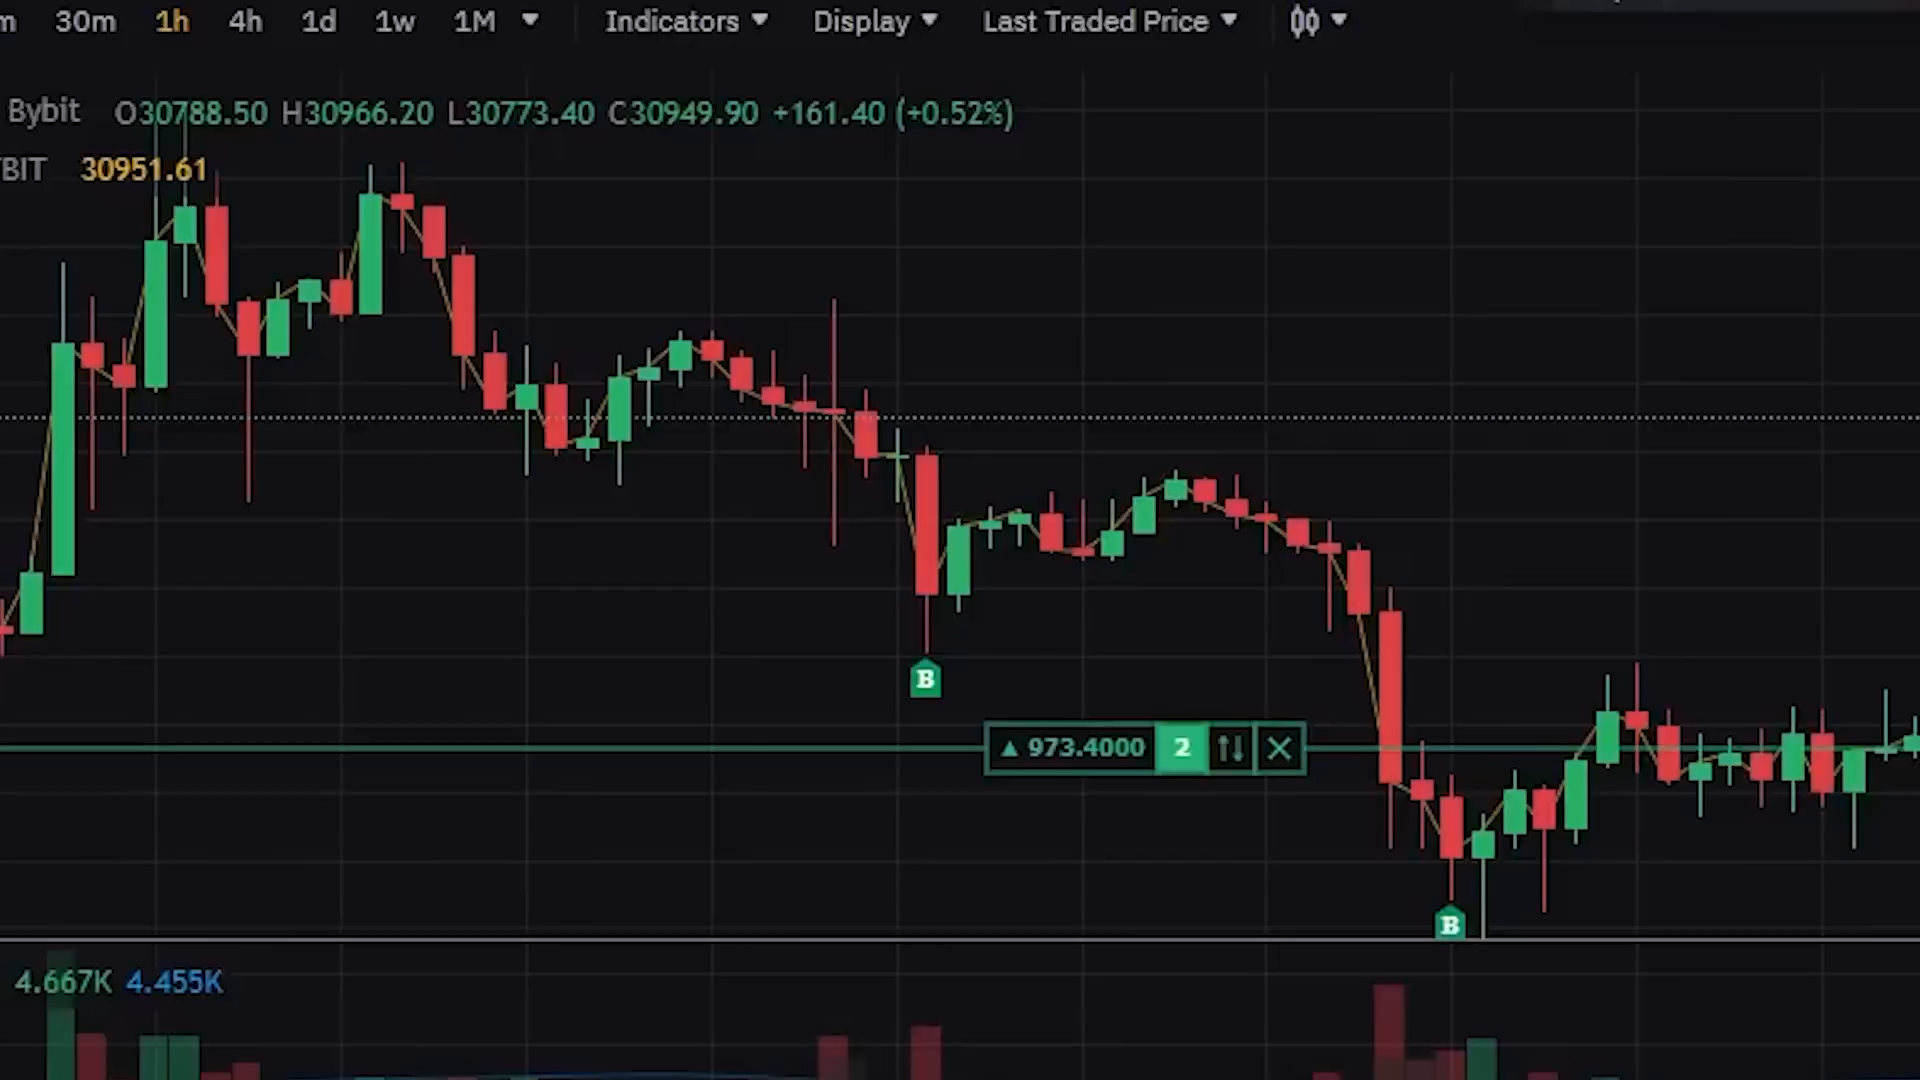 m 30m 1h 4h 1d 1w 1M Indicators Display Last Traded Price
Bybit O30788.50 H30966.20 L30773.40 C30949.90 +161.40 (+0.52%)
BIT 30951.61
B
973.4000 2
B
4.667K 4.455K